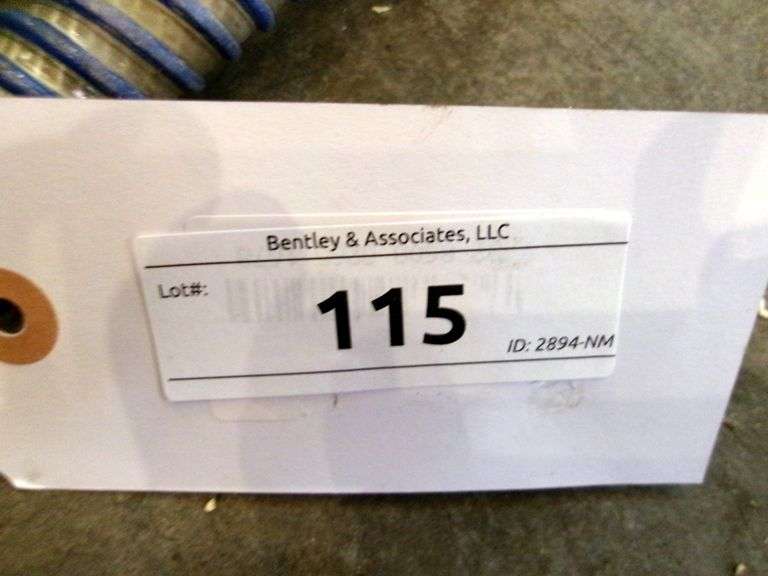 Bentley & Associates, LLC
Lot#:
115
ID: 2894-NM